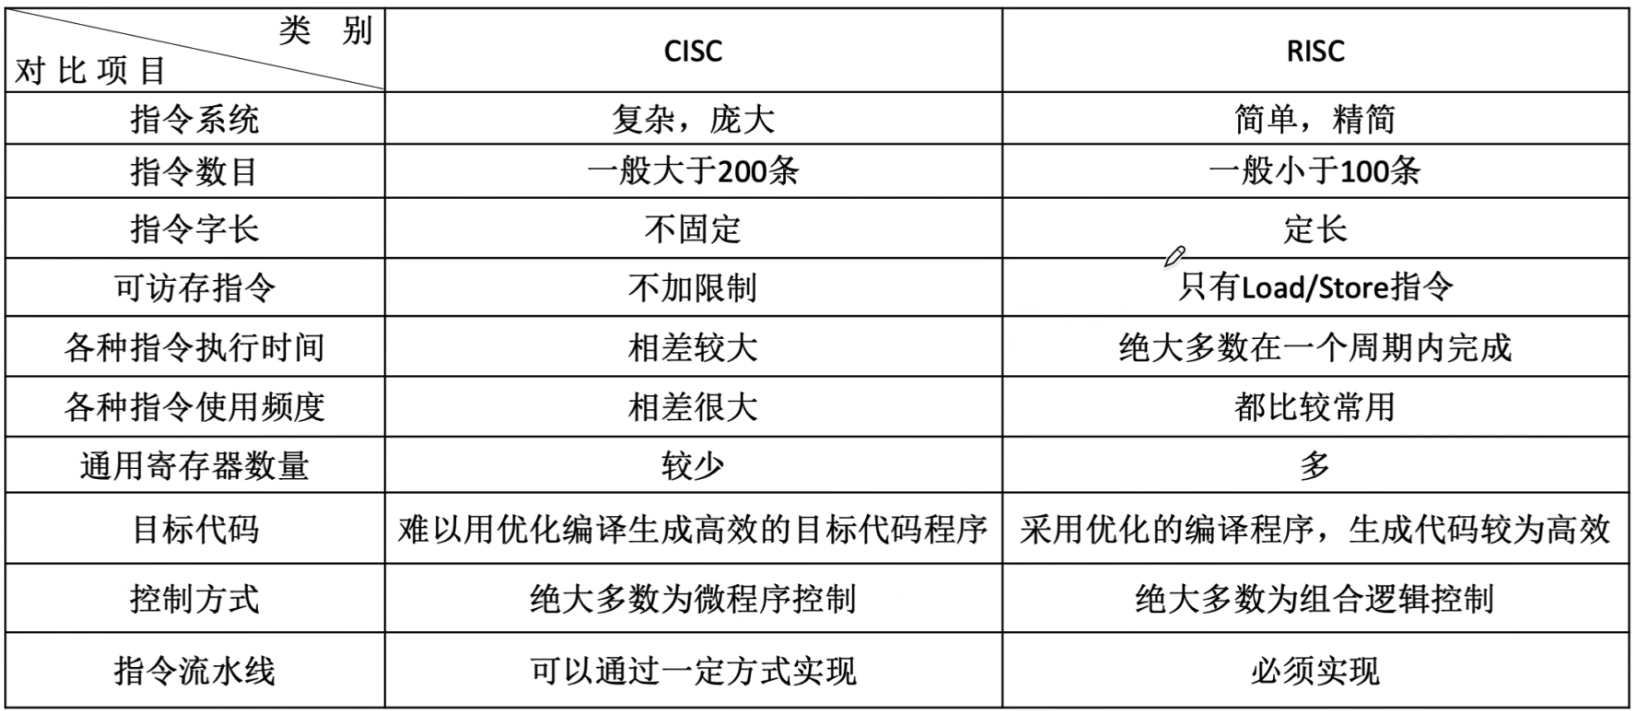 类 别
对比项目
CISC
RISC
指令系统
复杂，庞大
简单，精简
指令数目
一般大于200条
一般小于100条
指令字长
不固定
定长
可访存指令
不加限制
只有Load/Store指令
各种指令执行时间
相差较大
绝大多数在一个周期内完成
各种指令使用频度
相差很大
都比较常用
通用寄存器数量
较少
多
目标代码
难以用优化编译生成高效的目标代码程序
采用优化的编译程序，生成代码较为高效
控制方式
绝大多数为微程序控制
绝大多数为组合逻辑控制
指令流水线
可以通过一定方式实现
必须实现